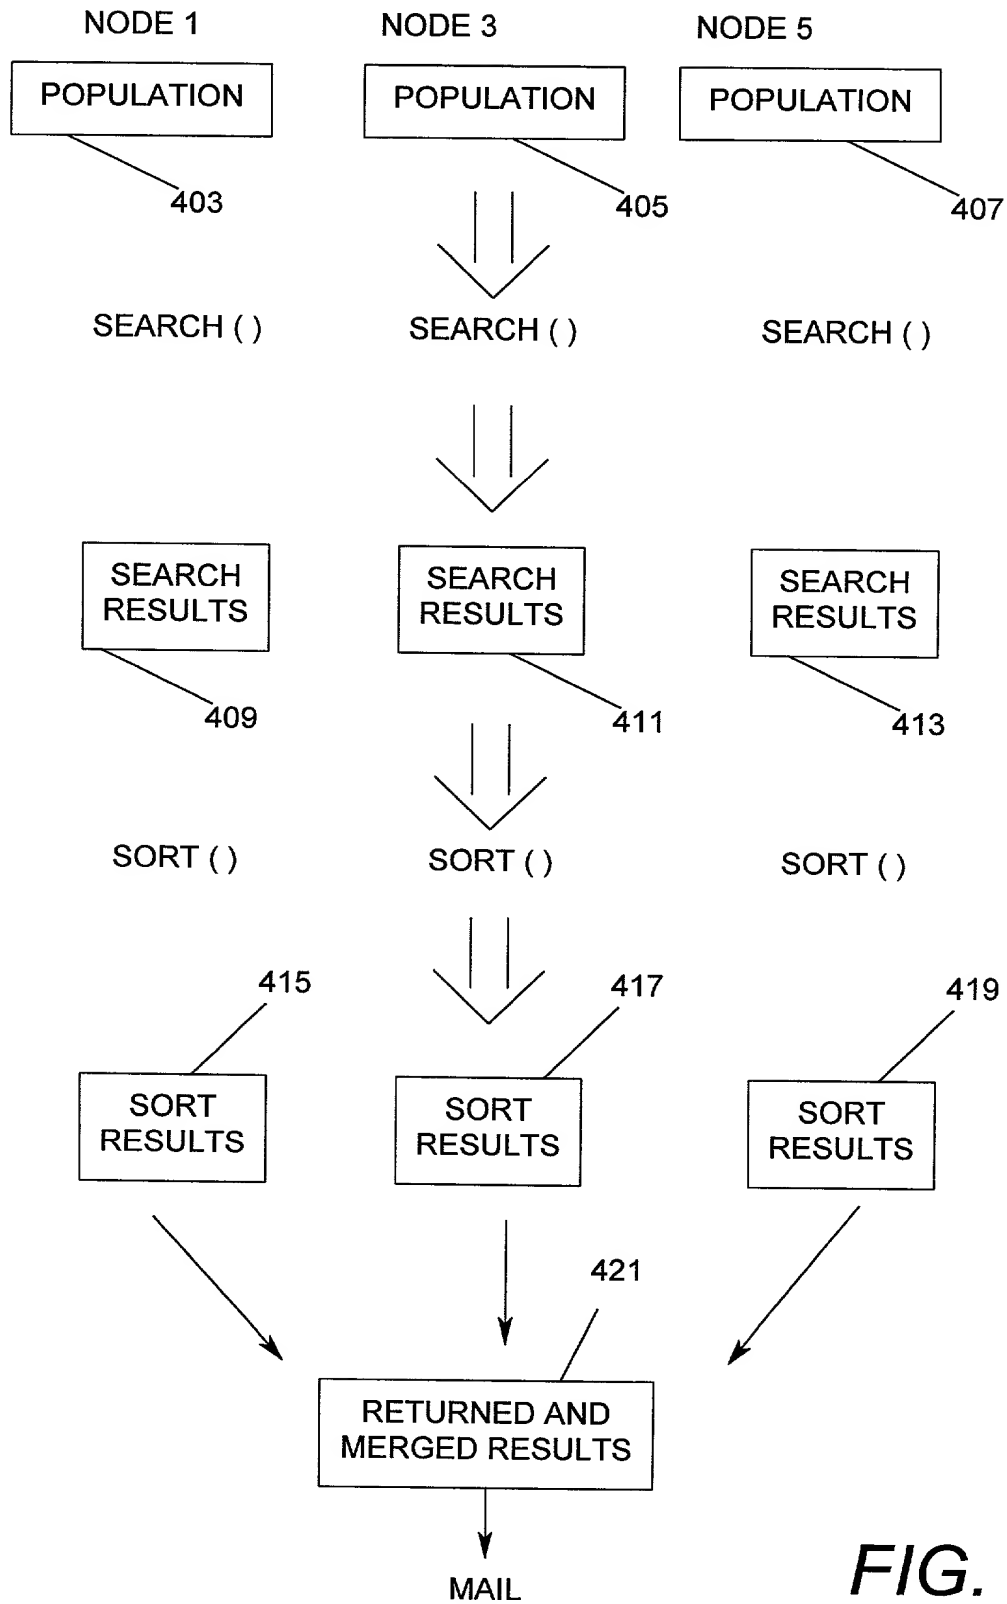 NODE 1 NODE 3 NODE 5
POPULATION POPULATION POPULATION
403 405 407
SEARCH ( ) SEARCH ( ) SEARCH ( )
SEARCH RESULTS SEARCH RESULTS SEARCH RESULTS
409 411 413
SORT ( ) SORT ( ) SORT ( )
415 417 419
SORT RESULTS SORT RESULTS SORT RESULTS
421
RETURNED AND
MERGED RESULTS
MAIL
FIG.